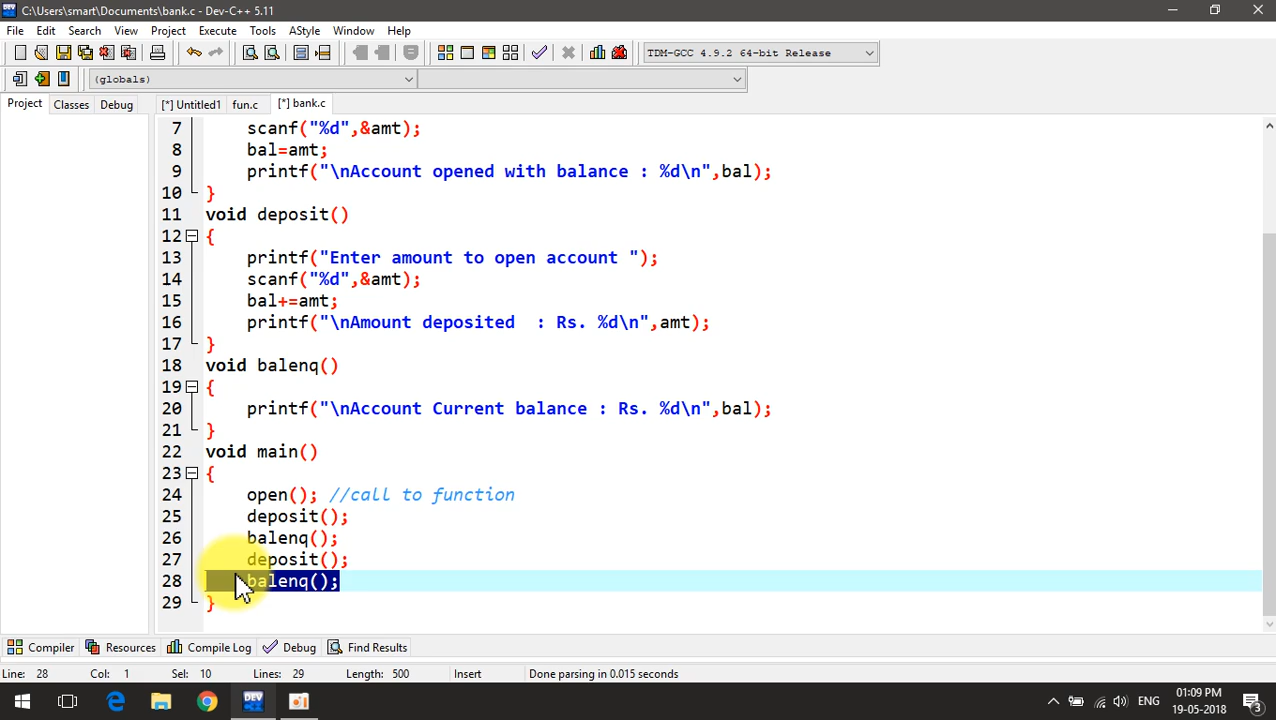 C:\Users\smart\Documents\bank.c - Dev-C++ 5.11
File Edit Search View Project Execute Tools AStyle Window Help
TDM-GCC 4.9.2 64-bit Release
(globals)
Project Classes Debug [*] Untitled1 fun.c [*] bank.c
7 scanf("%d",&amt);
8 bal=amt;
9 printf("\nAccount opened with balance : %d\n",bal);
10 }
11 void deposit()
12 {
13 printf("Enter amount to open account ");
14 scanf("%d",&amt);
15 bal+=amt;
16 printf("\nAmount deposited  : Rs. %d\n",amt);
17 }
18 void balenq()
19 {
20 printf("\nAccount Current balance : Rs. %d\n",bal);
21 }
22 void main()
23 {
24 open(); //call to function
25 deposit();
26 balenq();
27 deposit();
28 balenq();
29 }
Compiler Resources Compile Log Debug Find Results
Line: 28 Col: 1 Sel: 10 Lines: 29 Length: 500 Insert Done parsing in 0.015 seconds
DEV ENG 01:09 PM
19-05-2018 3